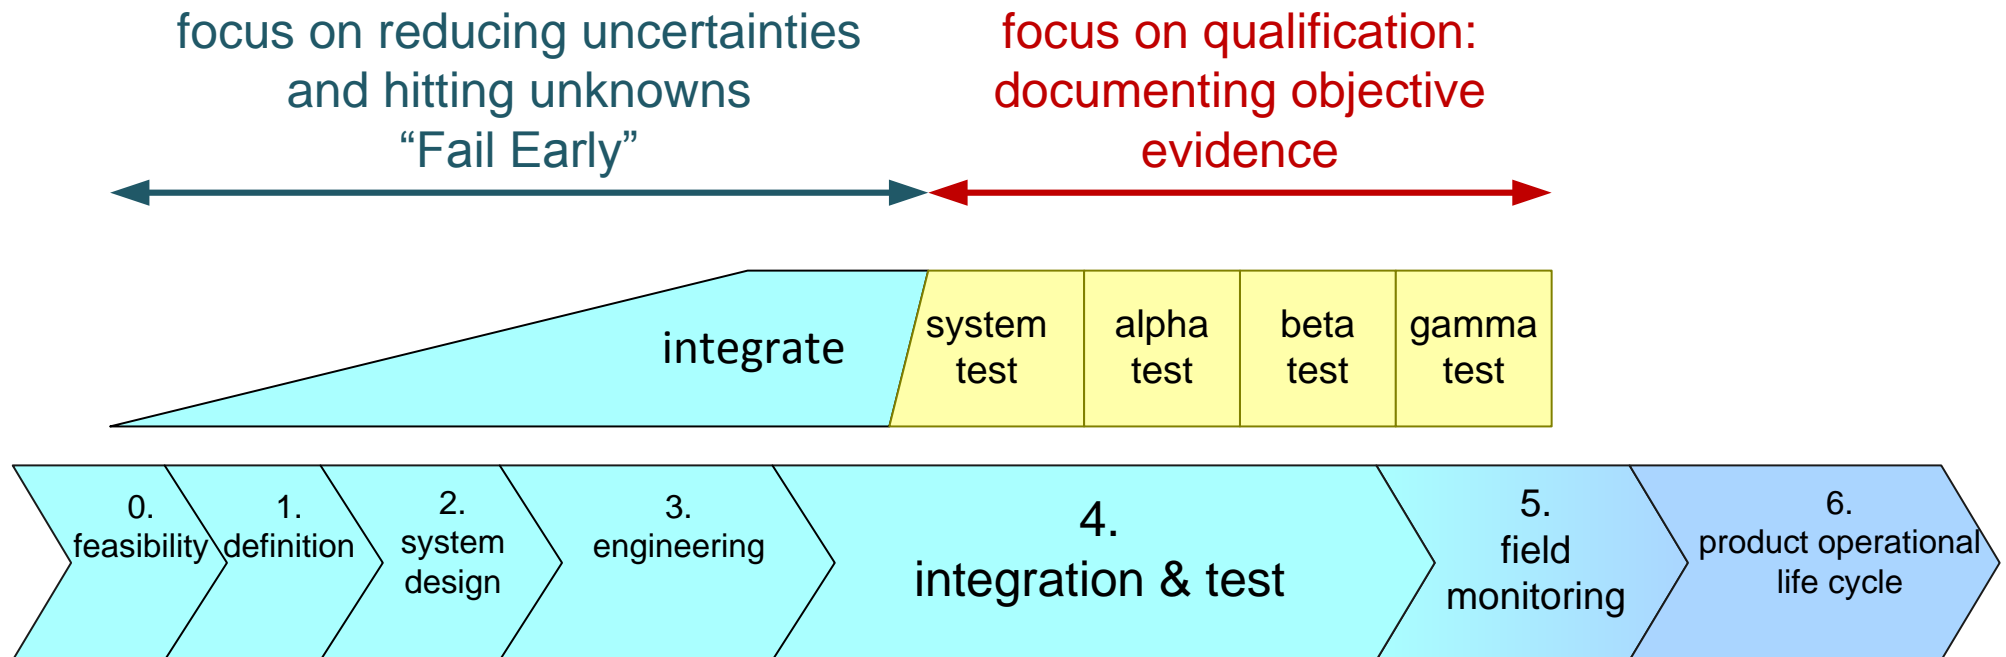 focus on reducing uncertainties
and hitting unknowns
“Fail Early”
focus on qualification:
documenting objective
evidence
integrate
system
test
alpha
test
beta
test
gamma
test
0.
feasibility
1.
definition
2.
system
design
3.
engineering
4.
integration & test
5.
field
monitoring
6.
product operational
life cycle